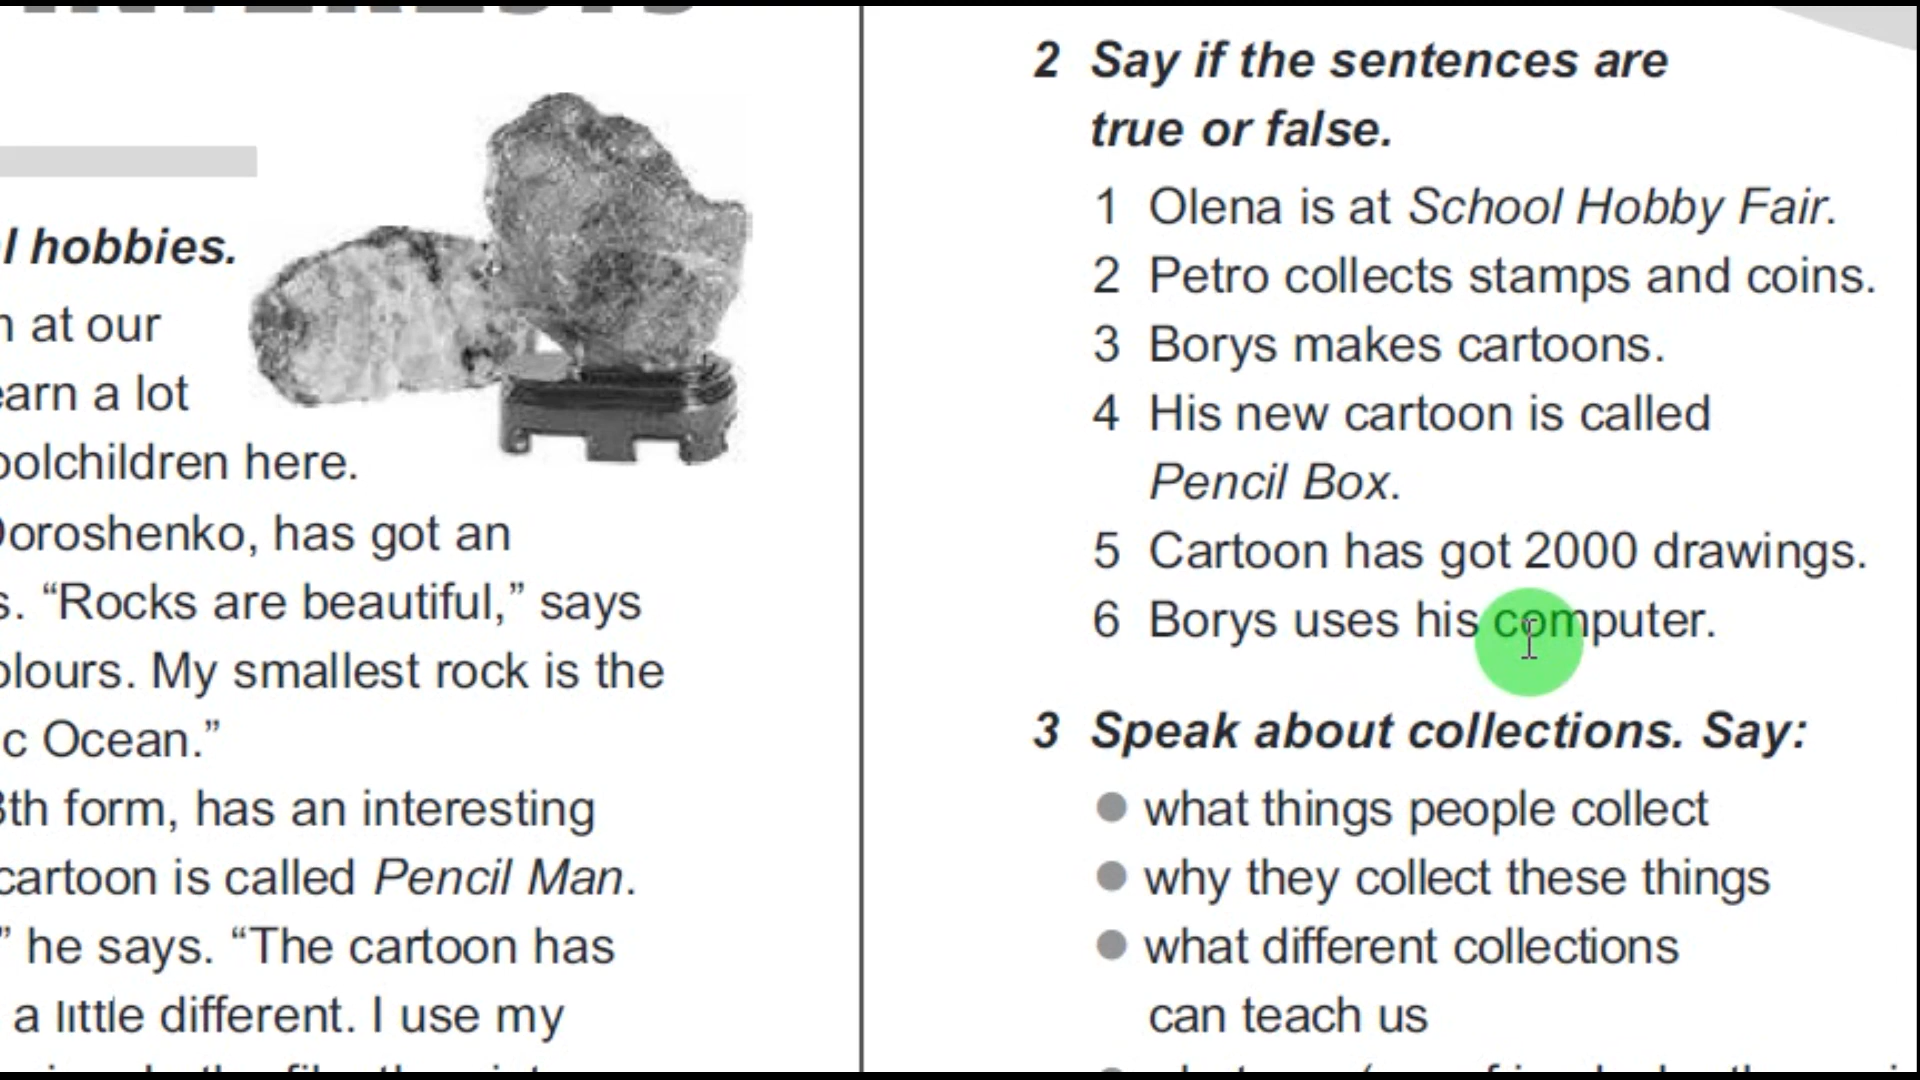 l hobbies.
at our
earn a lot
oolchildren here.
Doroshenko, has got an
s. “Rocks are beautiful,” says
olours. My smallest rock is the
c Ocean.”
8th form, has an interesting
cartoon is called Pencil Man.
” he says. “The cartoon has
a little different. I use my
2 Say if the sentences are
true or false.
1 Olena is at School Hobby Fair.
2 Petro collects stamps and coins.
3 Borys makes cartoons.
4 His new cartoon is called
Pencil Box.
5 Cartoon has got 2000 drawings.
6 Borys uses his computer.
3 Speak about collections. Say:
what things people collect
why they collect these things
what different collections
can teach us